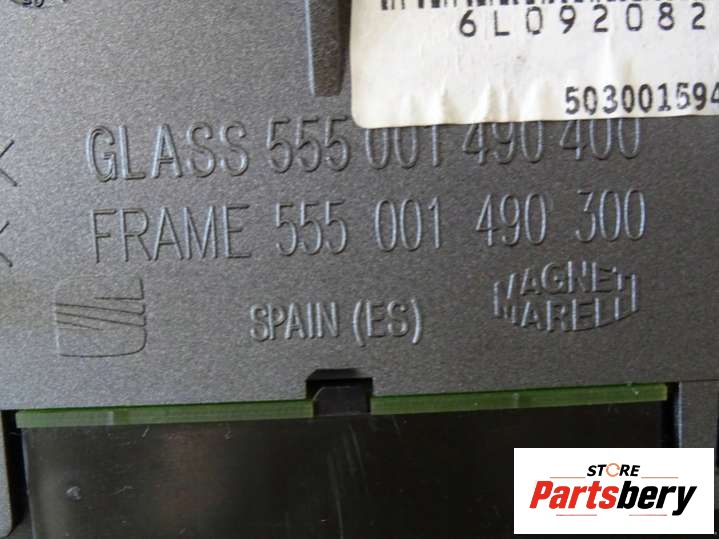 6L092082
503001594
GLASS 555 001 490 400
FRAME 555 001 490 300
SPAIN (ES)
MAGNETI
MARELLI
STORE
Partsbery